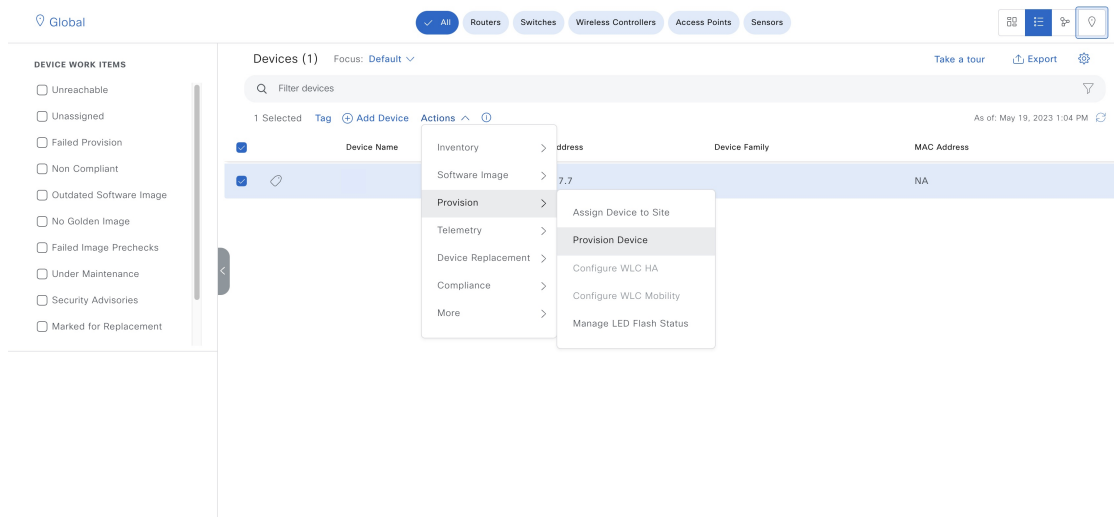 Global
All Routers Switches Wireless Controllers Access Points Sensors
DEVICE WORK ITEMS
Unreachable
Unassigned
Failed Provision
Non Compliant
Outdated Software Image
No Golden Image
Failed Image Prechecks
Under Maintenance
Security Advisories
Marked for Replacement
Devices (1) Focus: Default Take a tour Export
Filter devices
1 Selected Tag Add Device Actions As of: May 19, 2023 1:04 PM
Device Name ddress Device Family MAC Address
7.7 NA
Inventory
Software Image
Provision
Telemetry
Device Replacement
Compliance
More
Assign Device to Site
Provision Device
Configure WLC HA
Configure WLC Mobility
Manage LED Flash Status